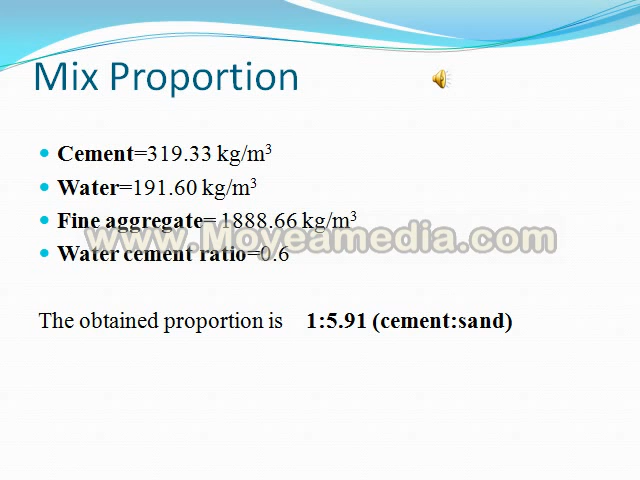 Mix Proportion
Cement=319.33 kg/m³
Water=191.60 kg/m³
Fine aggregate= 1888.66 kg/m³
www.Moyeamedia.com
Water cement ratio=0.6
The obtained proportion is 1:5.91 (cement:sand)